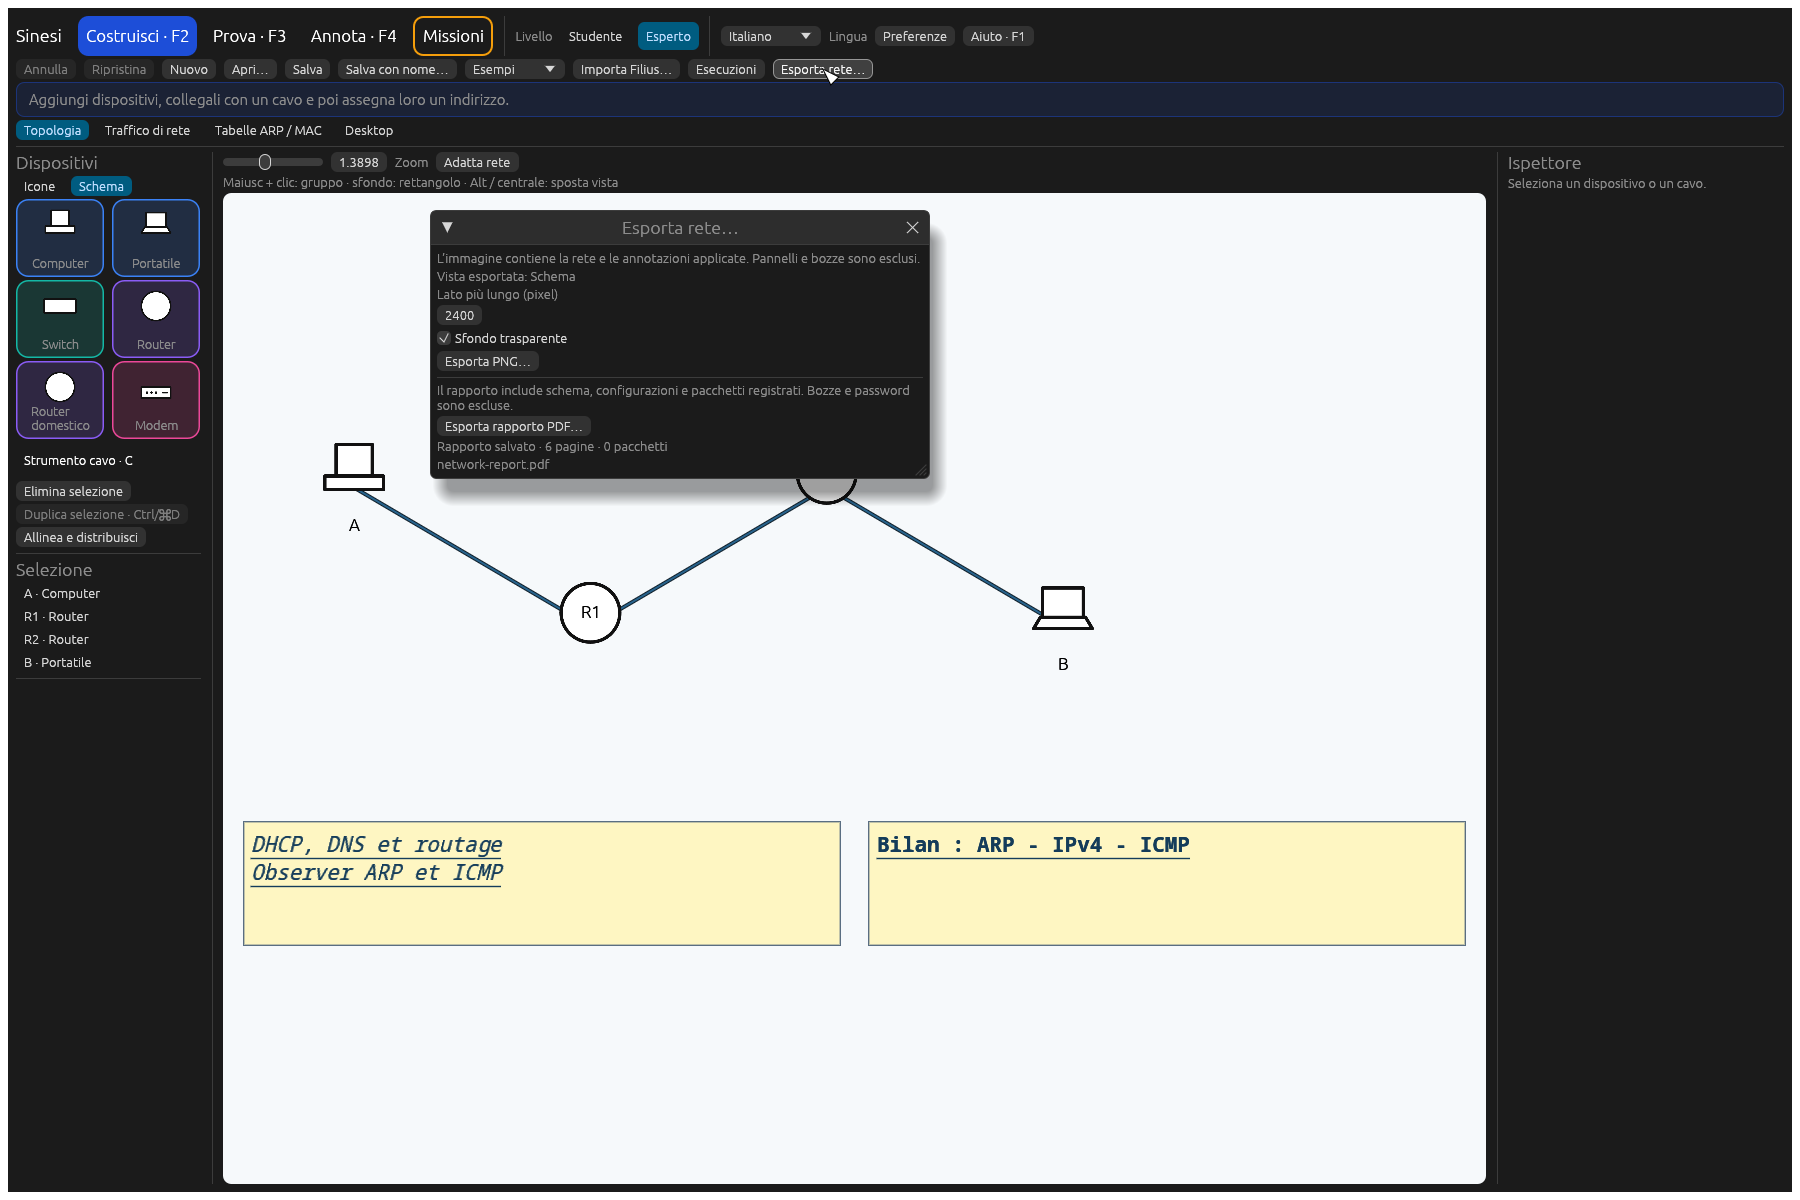 Sinesi Costruisci · F2 Prova · F3 Annota · F4 Missioni Livello Studente Esperto Italiano Lingua Preferenze Aiuto · F1
Annulla Ripristina Nuovo Apri… Salva Salva con nome… Esempi Importa Filius… Esecuzioni Esporta rete…
Aggiungi dispositivi, collegali con un cavo e poi assegna loro un indirizzo.
Topologia Traffico di rete Tabelle ARP / MAC Desktop
Dispositivi
Icone Schema
Computer Portatile
Switch Router
Router domestico Modem
Strumento cavo · C
Elimina selezione
Duplica selezione · Ctrl/⌘D
Allinea e distribuisci
Selezione
A · Computer
R1 · Router
R2 · Router
B · Portatile
1.3898 Zoom Adatta rete
Maiusc + clic: gruppo · sfondo: rettangolo · Alt / centrale: sposta vista
Esporta rete…
L'immagine contiene la rete e le annotazioni applicate. Pannelli e bozze sono esclusi.
Vista esportata: Schema
Lato più lungo (pixel)
2400
Sfondo trasparente
Esporta PNG…
Il rapporto include schema, configurazioni e pacchetti registrati. Bozze e password
sono escluse.
Esporta rapporto PDF…
Rapporto salvato · 6 pagine · 0 pacchetti
network-report.pdf
A
R1
B
DHCP, DNS et routage
Observer ARP et ICMP
Bilan : ARP - IPv4 - ICMP
Ispettore
Seleziona un dispositivo o un cavo.